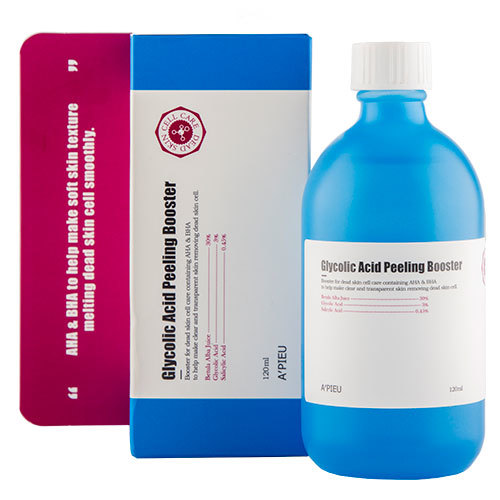 “
AHA & BHA to help make soft skin texture
melting dead skin cell smoothly.
”
DEAD SKIN CELL CARE
Glycolic Acid Peeling Booster
Booster for dead skin cell care containing AHA & BHA
to help make clear and transparent skin removing dead skin cell.
Betula Alba Juice 30%
Glycolic Acid 3%
Salicylic Acid 0.45%
120ml
A'PIEU
Glycolic Acid Peeling Booster
Booster for dead skin cell care containing AHA & BHA
to help make clear and transparent skin removing dead skin cell.
Betula Alba Juice 30%
Glycolic Acid 3%
Salicylic Acid 0.45%
A'PIEU 120ml